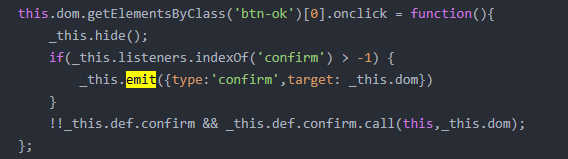 this.dom.getElementsByClass('btn-ok')[0].onclick = function(){
    _this.hide();
    if(_this.listeners.indexOf('confirm') > -1) {
        _this.emit({type:'confirm',target: _this.dom})
    }
    !!_this.def.confirm && _this.def.confirm.call(this,_this.dom);
};